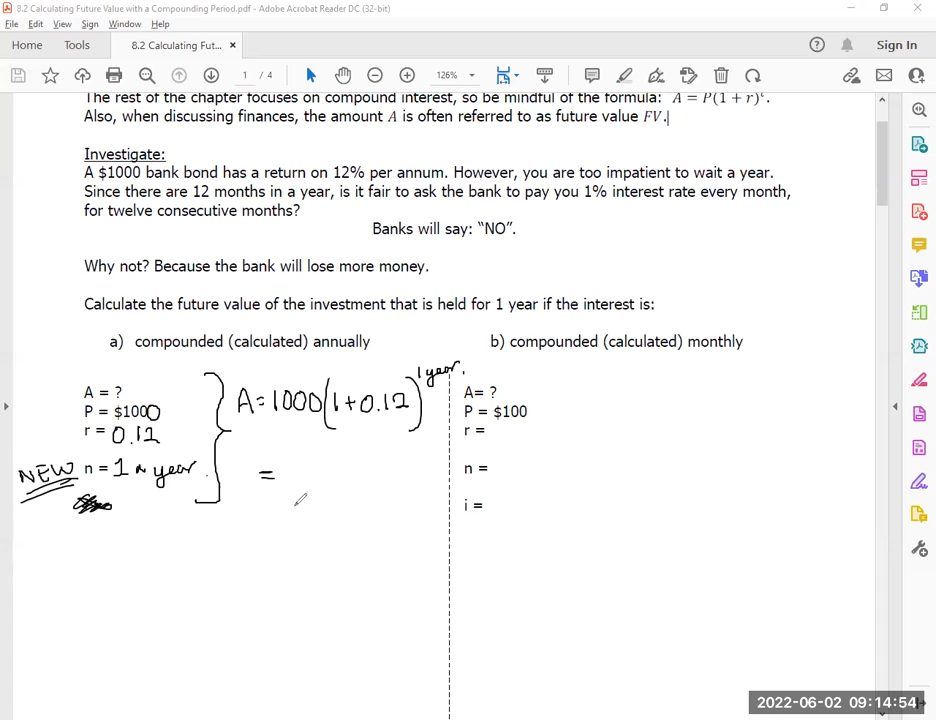 8.2 Calculating Future Value with a Compounding Period.pdf - Adobe Acrobat Reader DC (32-bit)
File Edit View Sign Window Help
Home Tools 8.2 Calculating Fut... × Sign In
1 / 4 126%
The rest of the chapter focuses on compound interest, so be mindful of the formula: A = P(1 + r)^t.
Also, when discussing finances, the amount A is often referred to as future value FV.
Investigate:
A $1000 bank bond has a return on 12% per annum. However, you are too impatient to wait a year.
Since there are 12 months in a year, is it fair to ask the bank to pay you 1% interest rate every month,
for twelve consecutive months?
Banks will say: “NO”.
Why not? Because the bank will lose more money.
Calculate the future value of the investment that is held for 1 year if the interest is:
a) compounded (calculated) annually
b) compounded (calculated) monthly
A = ?
P = $1000
r = 0.12
NEW n = 1 a year
A = 1000(1+0.12)^1 year.
=
A= ?
P = $100
r =
n =
i =
2022-06-02 09:14:54